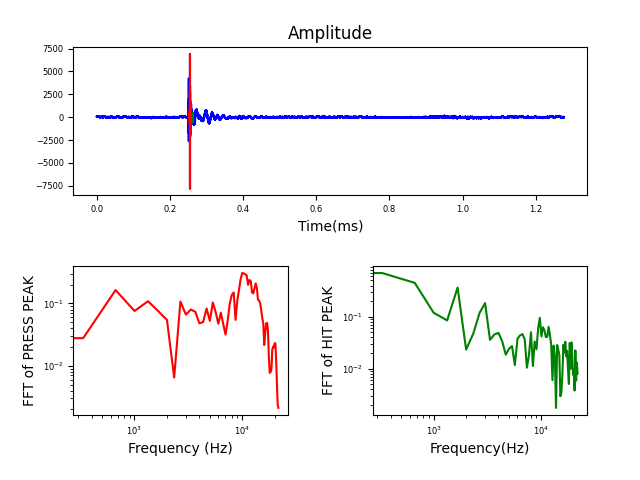 Amplitude
7500
5000
2500
0
−2500
−5000
−7500
0.0 0.2 0.4 0.6 0.8 1.0 1.2
Time(ms)
FFT of PRESS PEAK
10⁻¹
10⁻²
10³ 10⁴
Frequency (Hz)
FFT of HIT PEAK
10⁻¹
10⁻²
10³ 10⁴
Frequency(Hz)